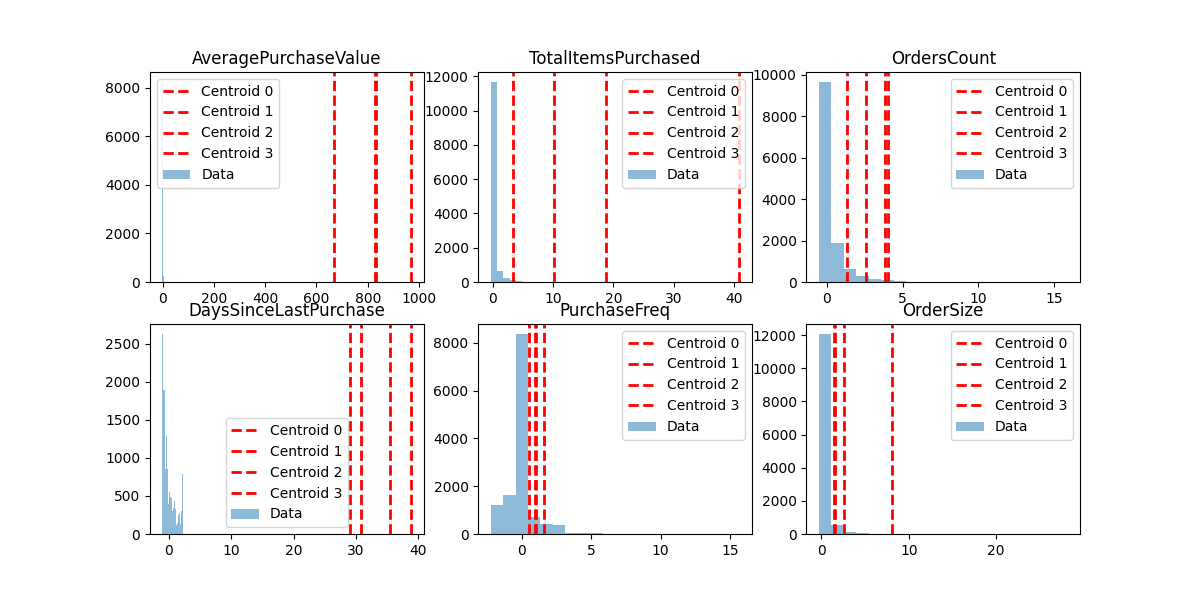 AveragePurchaseValue
8000
6000
4000
2000
0
0 200 400 600 800 1000
Centroid 0
Centroid 1
Centroid 2
Centroid 3
Data
TotalItemsPurchased
12000
10000
8000
6000
4000
2000
0
0 10 20 30 40
Centroid 0
Centroid 1
Centroid 2
Centroid 3
Data
OrdersCount
10000
8000
6000
4000
2000
0
0 5 10 15
Centroid 0
Centroid 1
Centroid 2
Centroid 3
Data
DaysSinceLastPurchase
2500
2000
1500
1000
500
0
0 10 20 30 40
Centroid 0
Centroid 1
Centroid 2
Centroid 3
Data
PurchaseFreq
8000
6000
4000
2000
0
0 5 10 15
Centroid 0
Centroid 1
Centroid 2
Centroid 3
Data
OrderSize
12000
10000
8000
6000
4000
2000
0
0 10 20
Centroid 0
Centroid 1
Centroid 2
Centroid 3
Data